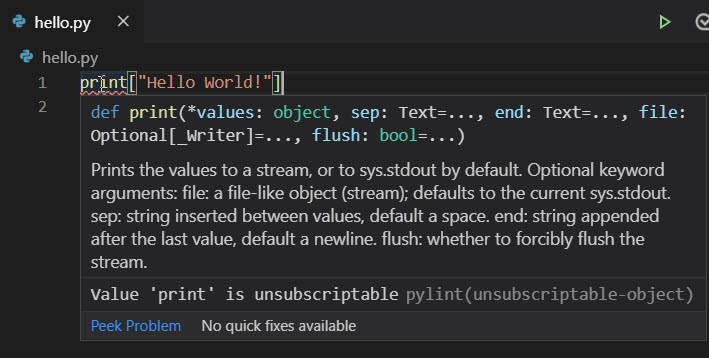 hello.py
hello.py
1 print["Hello World!"]
2
def print(*values: object, sep: Text=..., end: Text=..., file:
Optional[_Writer]=..., flush: bool=...)
Prints the values to a stream, or to sys.stdout by default. Optional keyword
arguments: file: a file-like object (stream); defaults to the current sys.stdout.
sep: string inserted between values, default a space. end: string appended
after the last value, default a newline. flush: whether to forcibly flush the
stream.
Value 'print' is unsubscriptable pylint(unsubscriptable-object)
Peek Problem No quick fixes available